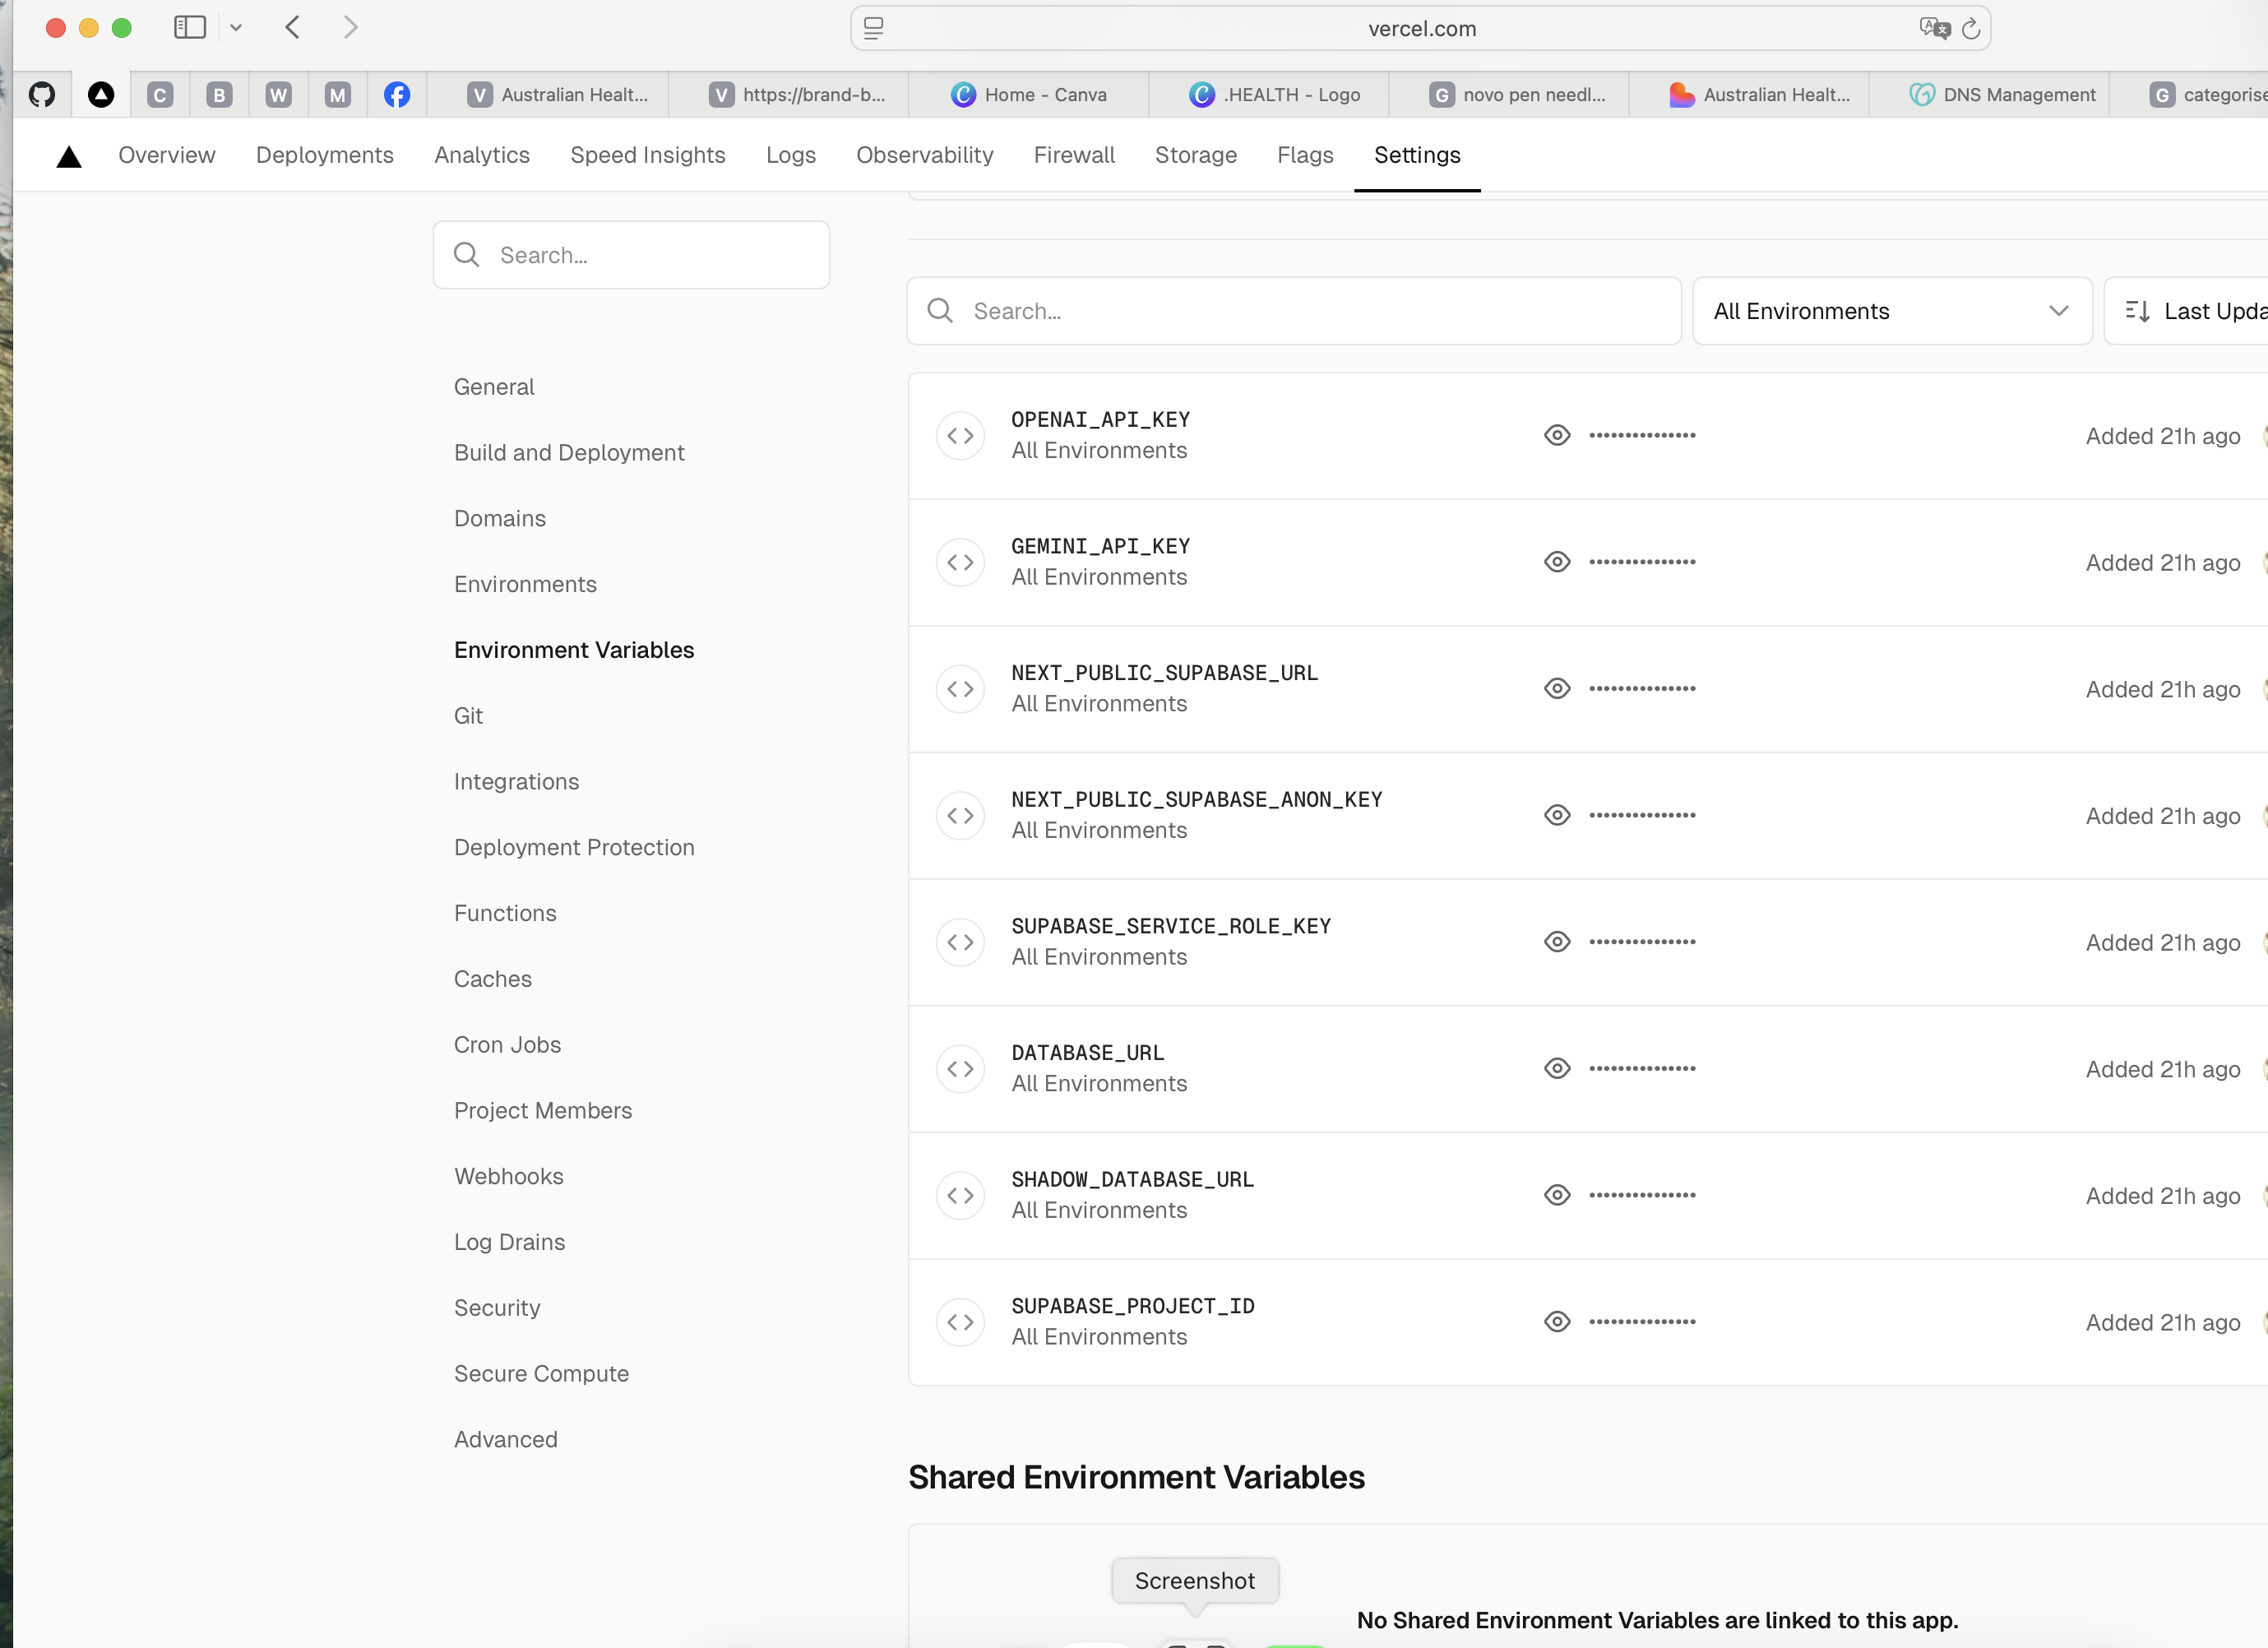 vercel.com
C
B
W
M
V Australian Healt...
V https://brand-b...
Home - Canva
.HEALTH - Logo
G novo pen needl...
Australian Healt...
DNS Management
G categorise
Overview
Deployments
Analytics
Speed Insights
Logs
Observability
Firewall
Storage
Flags
Settings
Search...
General
Build and Deployment
Domains
Environments
Environment Variables
Git
Integrations
Deployment Protection
Functions
Caches
Cron Jobs
Project Members
Webhooks
Log Drains
Security
Secure Compute
Advanced
Search...
All Environments
Last Upda
OPENAI_API_KEY
All Environments
Added 21h ago
GEMINI_API_KEY
All Environments
Added 21h ago
NEXT_PUBLIC_SUPABASE_URL
All Environments
Added 21h ago
NEXT_PUBLIC_SUPABASE_ANON_KEY
All Environments
Added 21h ago
SUPABASE_SERVICE_ROLE_KEY
All Environments
Added 21h ago
DATABASE_URL
All Environments
Added 21h ago
SHADOW_DATABASE_URL
All Environments
Added 21h ago
SUPABASE_PROJECT_ID
All Environments
Added 21h ago
Shared Environment Variables
Screenshot
No Shared Environment Variables are linked to this app.